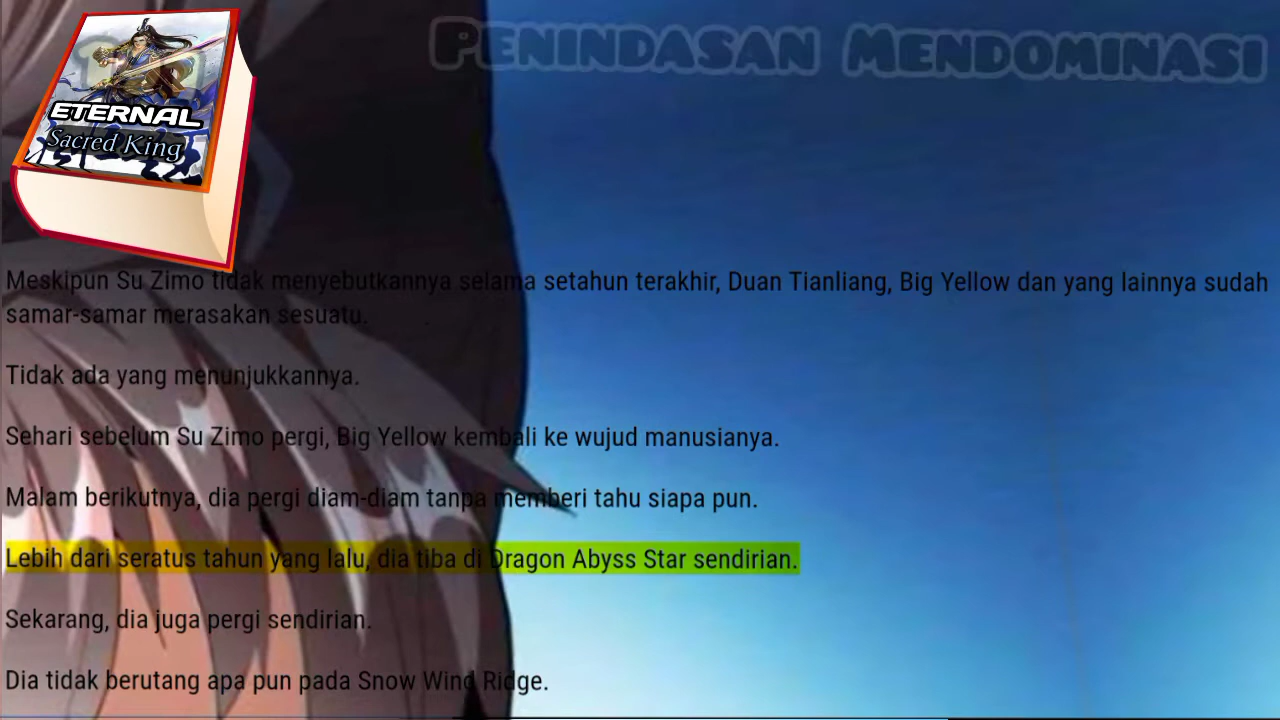 PENINDASAN MENDOMINASI
ETERNAL
Sacred King
Meskipun Su Zimo tidak menyebutkannya selama setahun terakhir, Duan Tianliang, Big Yellow dan yang lainnya sudah
samar-samar merasakan sesuatu.
Tidak ada yang menunjukkannya.
Sehari sebelum Su Zimo pergi, Big Yellow kembali ke wujud manusianya.
Malam berikutnya, dia pergi diam-diam tanpa memberi tahu siapa pun.
Lebih dari seratus tahun yang lalu, dia tiba di Dragon Abyss Star sendirian.
Sekarang, dia juga pergi sendirian.
Dia tidak berutang apa pun pada Snow Wind Ridge.